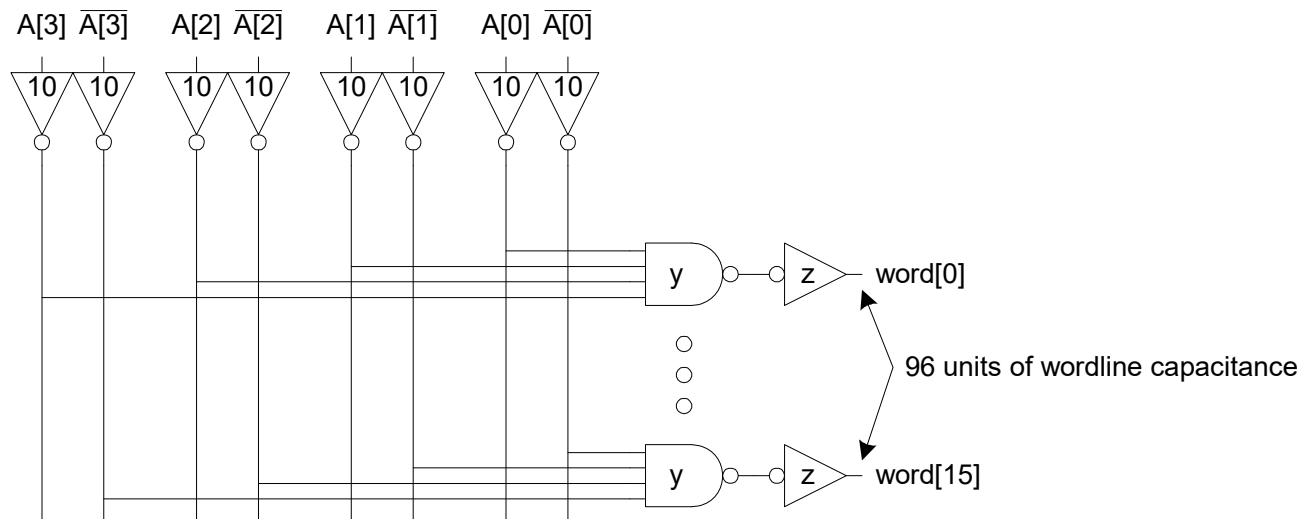 A[3] A̅[̅3̅]̅ A[2] A̅[̅2̅]̅ A[1] A̅[̅1̅]̅ A[0] A̅[̅0̅]̅
10 10 10 10 10 10 10 10
y z word[0]
96 units of wordline capacitance
y z word[15]